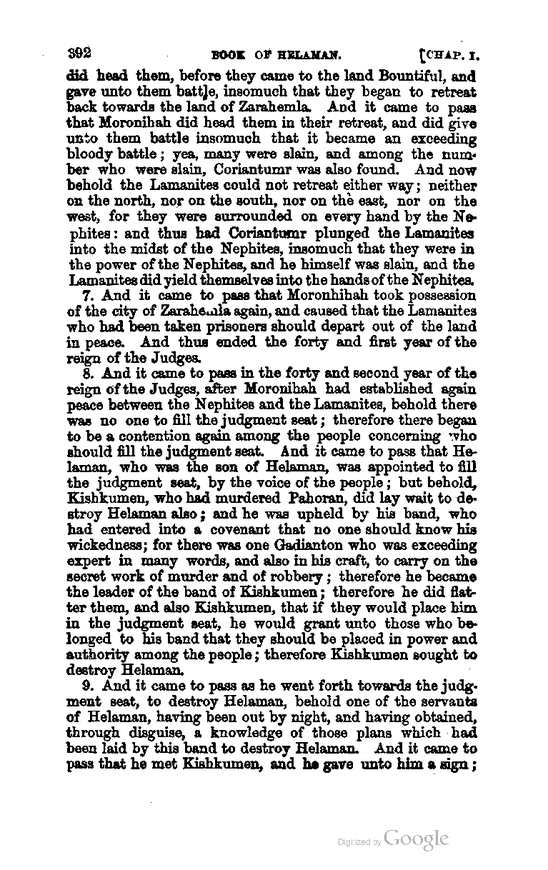 392 BOOK OF HELAMAN. [CHAP. I.
did head them, before they came to the land Bountiful, and
gave unto them battle, insomuch that they began to retreat
back towards the land of Zarahemla. And it came to pass
that Moronihah did head them in their retreat, and did give
unto them battle insomuch that it became an exceeding
bloody battle; yea, many were slain, and among the num-
ber who were slain, Coriantumr was also found. And now
behold the Lamanites could not retreat either way; neither
on the north, nor on the south, nor on the east, nor on the
west, for they were surrounded on every hand by the Ne-
phites: and thus had Coriantumr plunged the Lamanites
into the midst of the Nephites, insomuch that they were in
the power of the Nephites, and he himself was slain, and the
Lamanites did yield themselves into the hands of the Nephites.
7. And it came to pass that Moronhihah took possession
of the city of Zarahemla again, and caused that the Lamanites
who had been taken prisoners should depart out of the land
in peace. And thus ended the forty and first year of the
reign of the Judges.
8. And it came to pass in the forty and second year of the
reign of the Judges, after Moronihah had established again
peace between the Nephites and the Lamanites, behold there
was no one to fill the judgment seat; therefore there began
to be a contention again among the people concerning who
should fill the judgment seat. And it came to pass that He-
laman, who was the son of Helaman, was appointed to fill
the judgment seat, by the voice of the people; but behold,
Kishkumen, who had murdered Pahoran, did lay wait to de-
stroy Helaman also; and he was upheld by his band, who
had entered into a covenant that no one should know his
wickedness; for there was one Gadianton who was exceeding
expert in many words, and also in his craft, to carry on the
secret work of murder and of robbery; therefore he became
the leader of the band of Kishkumen; therefore he did flat-
ter them, and also Kishkumen, that if they would place him
in the judgment seat, he would grant unto those who be-
longed to his band that they should be placed in power and
authority among the people; therefore Kishkumen sought to
destroy Helaman.
9. And it came to pass as he went forth towards the judg-
ment seat, to destroy Helaman, behold one of the servants
of Helaman, having been out by night, and having obtained,
through disguise, a knowledge of those plans which had
been laid by this band to destroy Helaman. And it came to
pass that he met Kishkumen, and he gave unto him a sign;
Digitized by Google